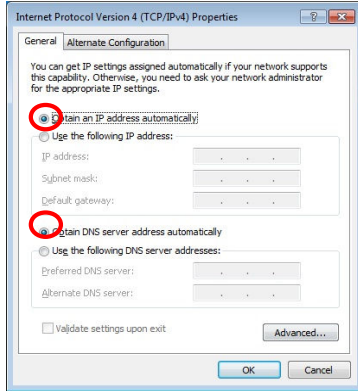 Internet Protocol Version 4 (TCP/IPv4) Properties
General Alternate Configuration
You can get IP settings assigned automatically if your network supports
this capability. Otherwise, you need to ask your network administrator
for the appropriate IP settings.
Obtain an IP address automatically
Use the following IP address:
IP address:
Subnet mask:
Default gateway:
Obtain DNS server address automatically
Use the following DNS server addresses:
Preferred DNS server:
Alternate DNS server:
Validate settings upon exit
Advanced...
OK Cancel